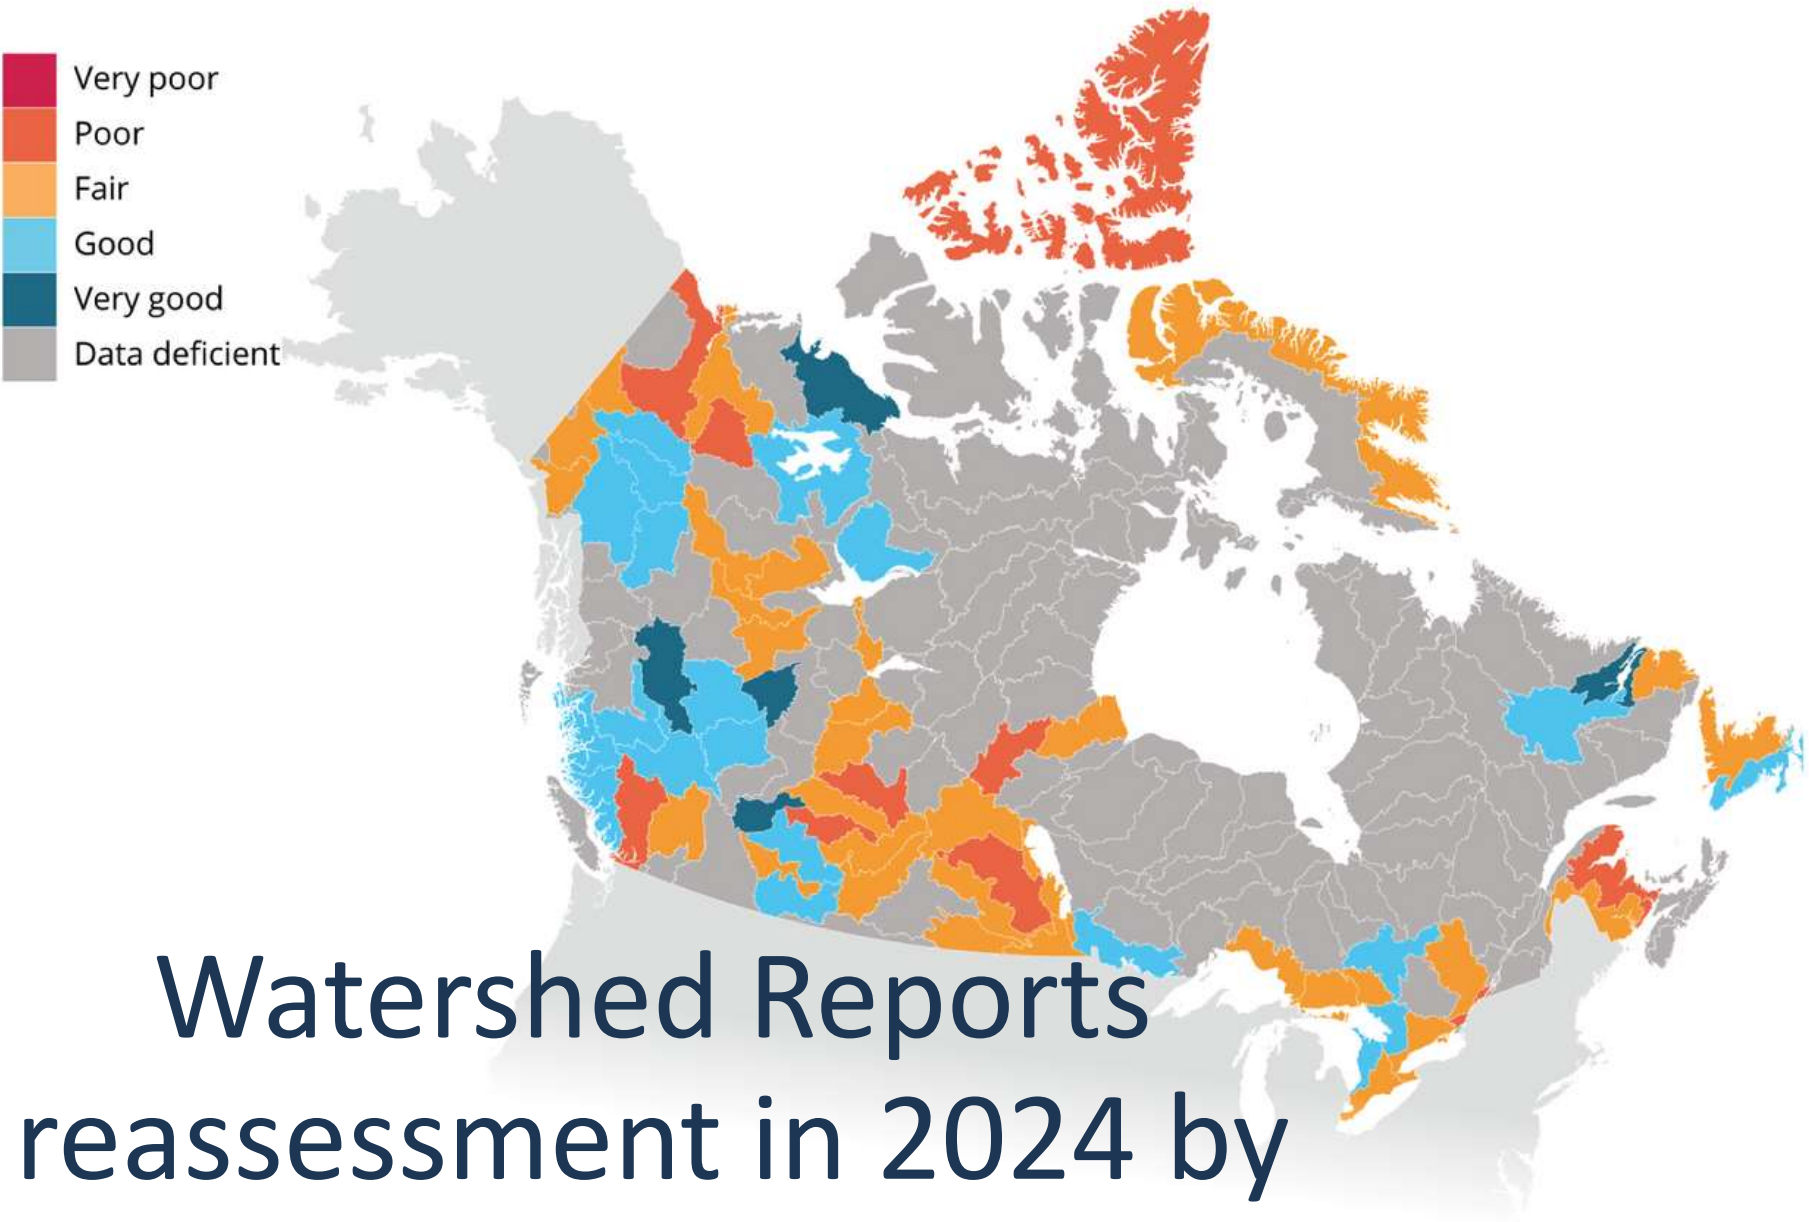 Very poor
Poor
Fair
Good
Very good
Data deficient
Watershed Reports
reassessment in 2024 by